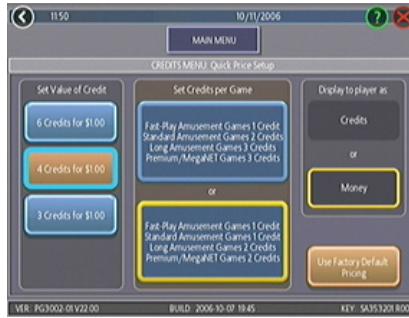 11:50 10/11/2006 ?
MAIN MENU
CREDITS MENU: Quick Price Setup
Set Value of Credit
6 Credits for $1.00
4 Credits for $1.00
3 Credits for $1.00
Set Credits per Game
Fast-Play Amusement Games 1 Credit
Standard Amusement Games 2 Credits
Long Amusement Games 3 Credits
Premium/MegaNET Games 3 Credits
or
Fast-Play Amusement Games 1 Credit
Standard Amusement Games 2 Credits
Long Amusement Games 2 Credits
Premium/MegaNET Games 2 Credits
Display to player as:
Credits
or
Money
Use Factory Default
Pricing
VER: PG3002-01 V22.00 BUILD: 2006-10-07 19:45 KEY: SA353201 R00